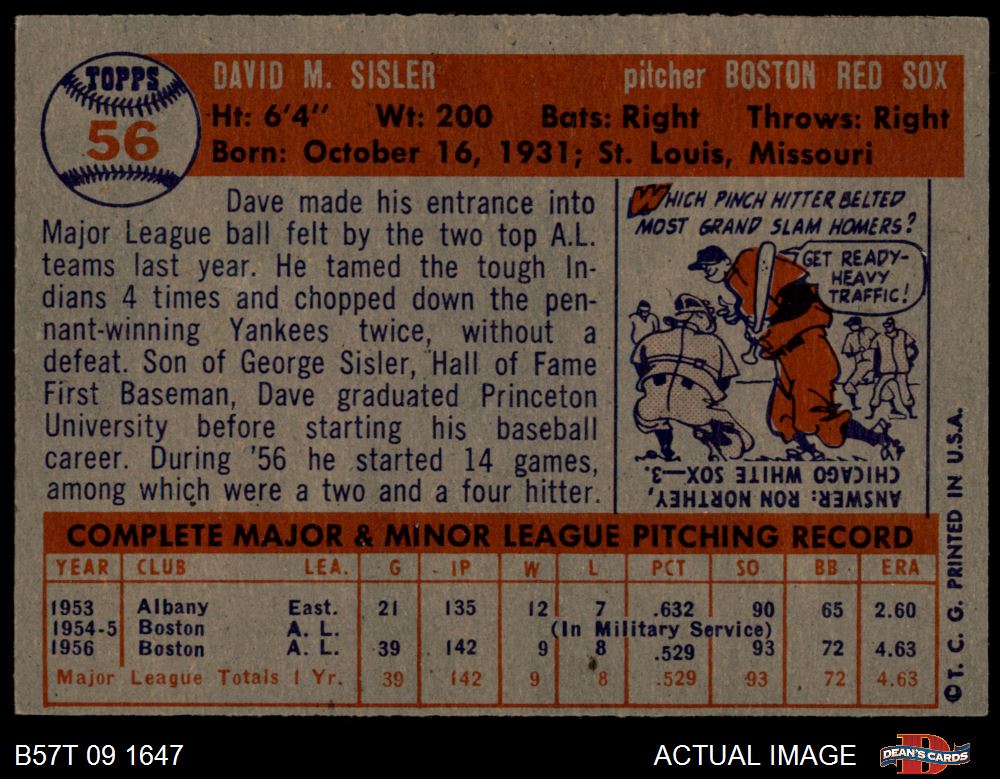 TOPPS
56
DAVID M. SISLER pitcher BOSTON RED SOX
Ht: 6'4" Wt: 200 Bats: Right Throws: Right
Born: October 16, 1931; St. Louis, Missouri
Dave made his entrance into
Major League ball felt by the two top A.L.
teams last year. He tamed the tough In-
dians 4 times and chopped down the pen-
nant-winning Yankees twice, without a
defeat. Son of George Sisler, Hall of Fame
First Baseman, Dave graduated Princeton
University before starting his baseball
career. During '56 he started 14 games,
among which were a two and a four hitter.
WHICH PINCH HITTER BELTED
MOST GRAND SLAM HOMERS?
GET READY-
HEAVY
TRAFFIC!
ANSWER: RON NORTHEY,
CHICAGO WHITE SOX—3.
COMPLETE MAJOR & MINOR LEAGUE PITCHING RECORD
YEAR CLUB LEA. G IP W L PCT SO BB ERA
1953 Albany East. 21 135 12 7 .632 90 65 2.60
1954-5 Boston A. L. (In Military Service)
1956 Boston A. L. 39 142 9 8 .529 93 72 4.63
Major League Totals 1 Yr. 39 142 9 8 .529 93 72 4.63
©T. C. G. PRINTED IN U.S.A.
B57T 09 1647 ACTUAL IMAGE DEAN'S CARDS